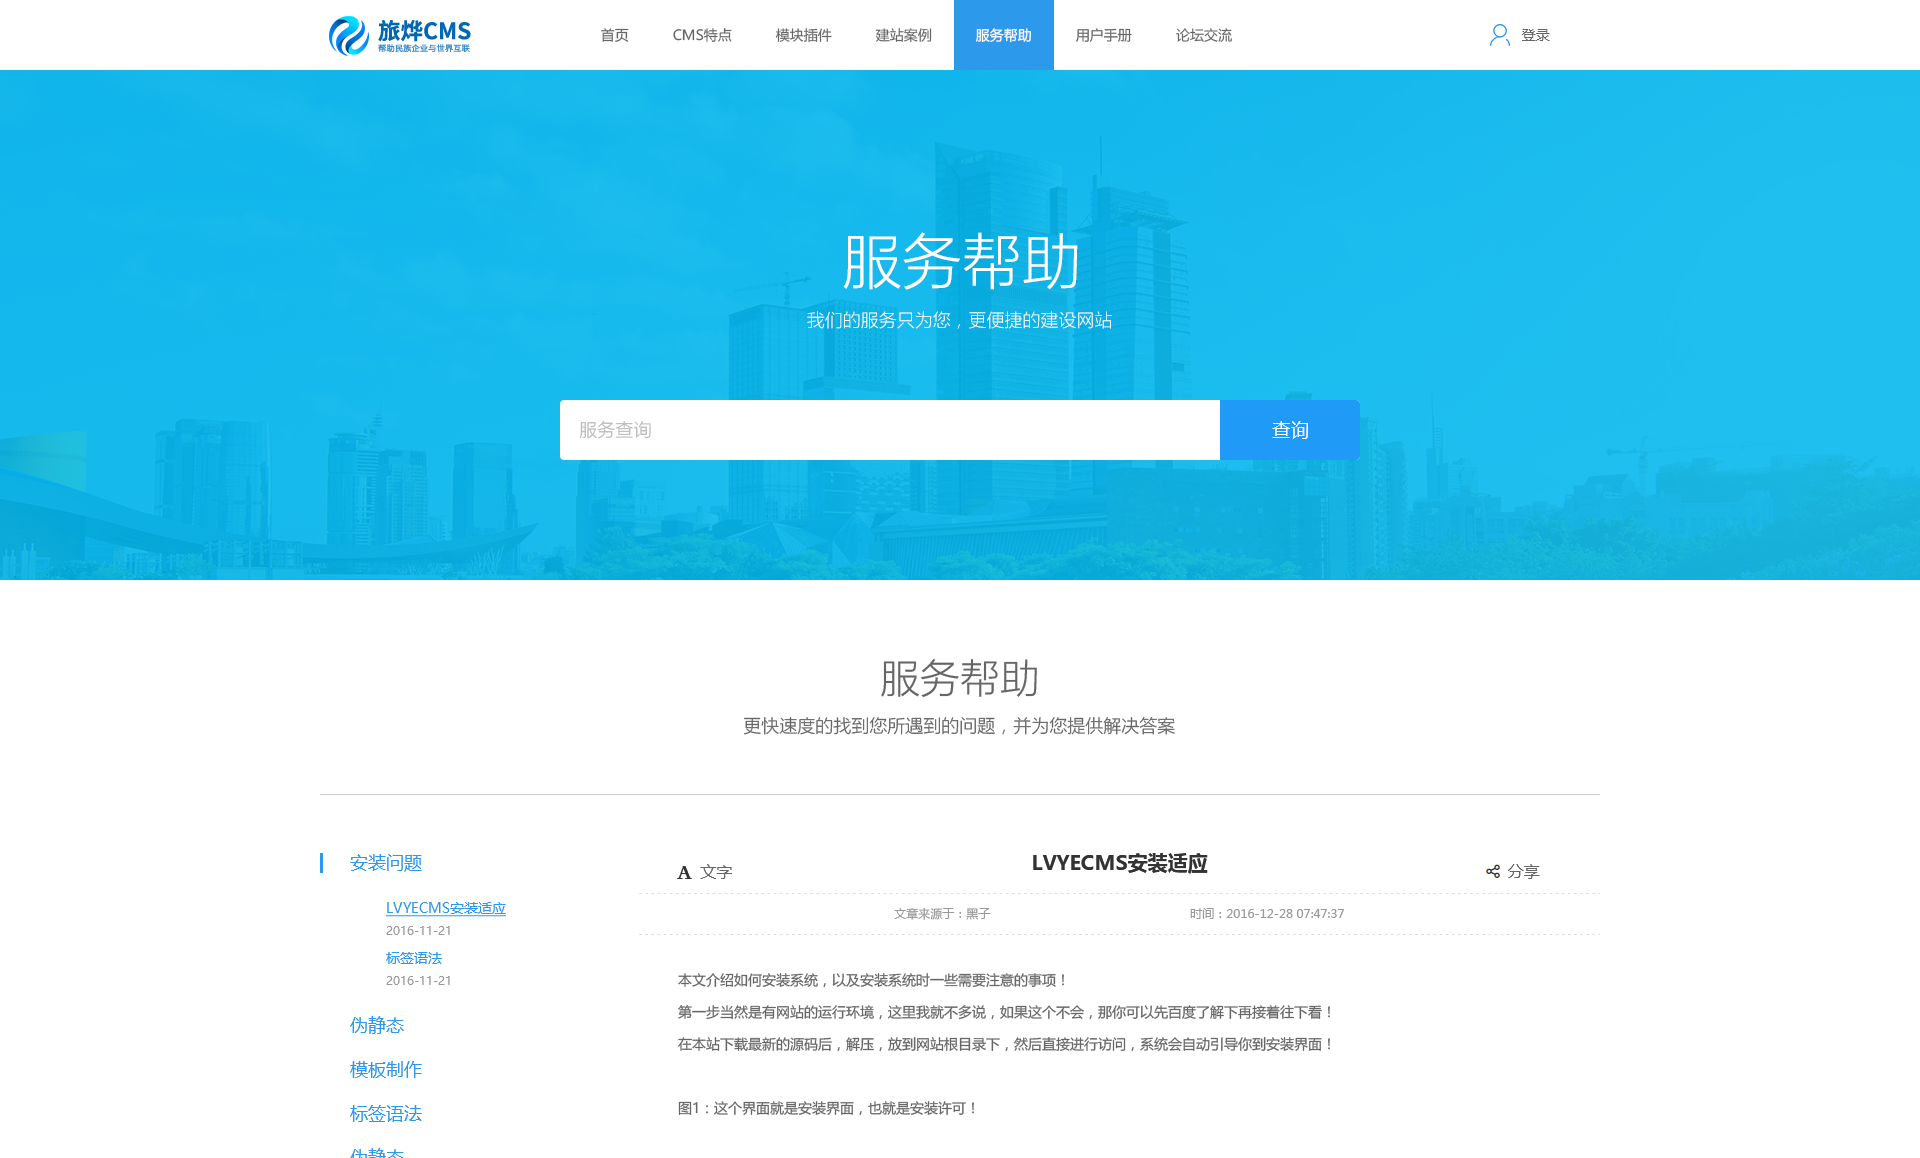 旅烨CMS
帮助民族企业与世界互联
首页 CMS特点 模块插件 建站案例 服务帮助 用户手册 论坛交流 登录
服务帮助
我们的服务只为您，更便捷的建设网站
服务查询 查询
服务帮助
更快速度的找到您所遇到的问题，并为您提供解决答案
安装问题
LVYECMS安装适应
2016-11-21
标签语法
2016-11-21
伪静态
模板制作
标签语法
伪静态
A 文字 LVYECMS安装适应 分享
文章来源于：黑子 时间：2016-12-28 07:47:37
本文介绍如何安装系统，以及安装系统时一些需要注意的事项！
第一步当然是有网站的运行环境，这里我就不多说，如果这个不会，那你可以先百度了解下再接着往下看！
在本站下载最新的源码后，解压，放到网站根目录下，然后直接进行访问，系统会自动引导你到安装界面！
图1：这个界面就是安装界面，也就是安装许可！